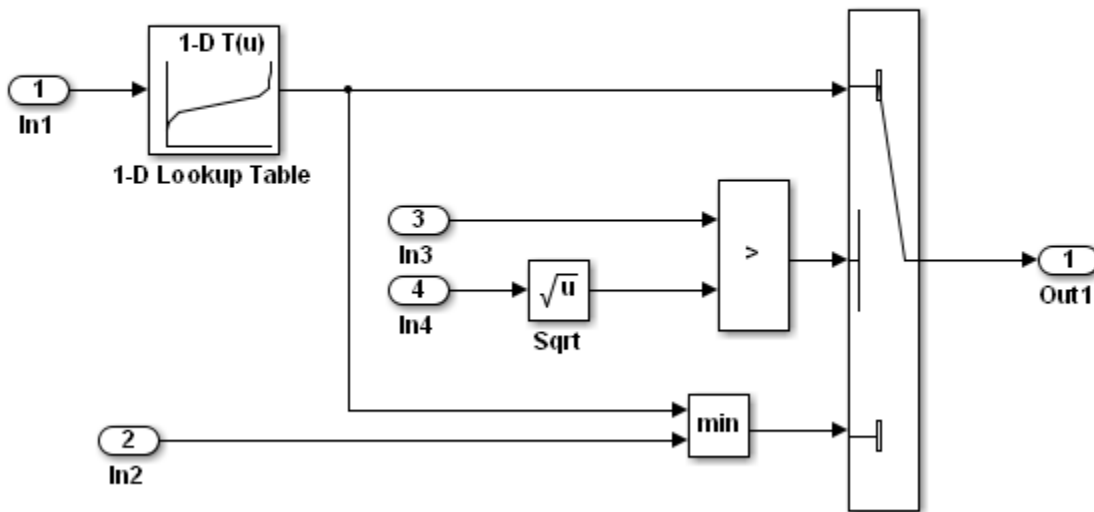 1-D T(u)
1
In1
1-D Lookup Table
3
In3
>
4
In4
√u
Sqrt
1
Out1
min
2
In2